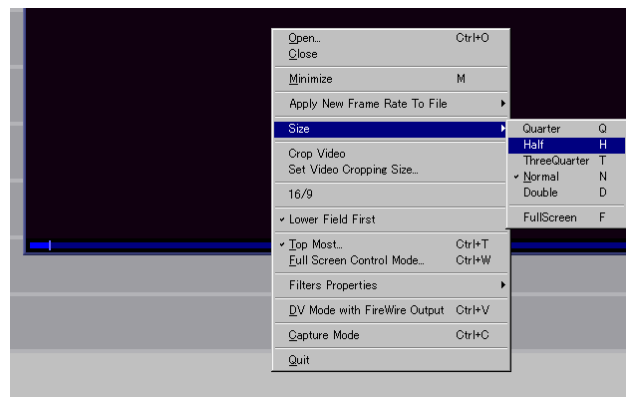 Open... Ctrl+O
Close
Minimize M
Apply New Frame Rate To File
Size
Crop Video
Set Video Cropping Size...
16/9
Lower Field First
Top Most... Ctrl+T
Full Screen Control Mode... Ctrl+W
Filters Properties
DV Mode with FireWire Output Ctrl+V
Capture Mode Ctrl+C
Quit
Quarter Q
Half H
ThreeQuarter T
Normal N
Double D
FullScreen F